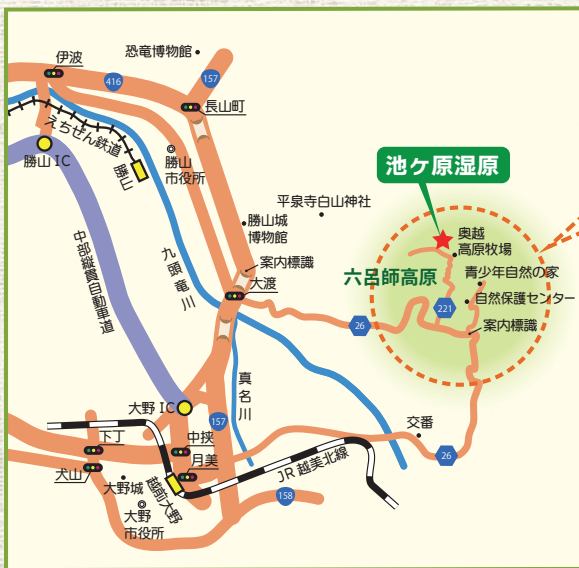 伊波
恐竜博物館
416
157
長山町
えちぜん鉄道
勝山
勝山IC
勝山
市役所
池ケ原湿原
平泉寺白山神社
勝山城
博物館
案内標識
大渡
中部縦貫自動車道
九頭竜川
奥越
高原牧場
六呂師高原
青少年自然の家
自然保護センター
221
案内標識
26
真名川
大野IC
157
下丁
中挟
月美
交番
26
犬山
大野城
越前大野
JR越美北線
大野
市役所
158